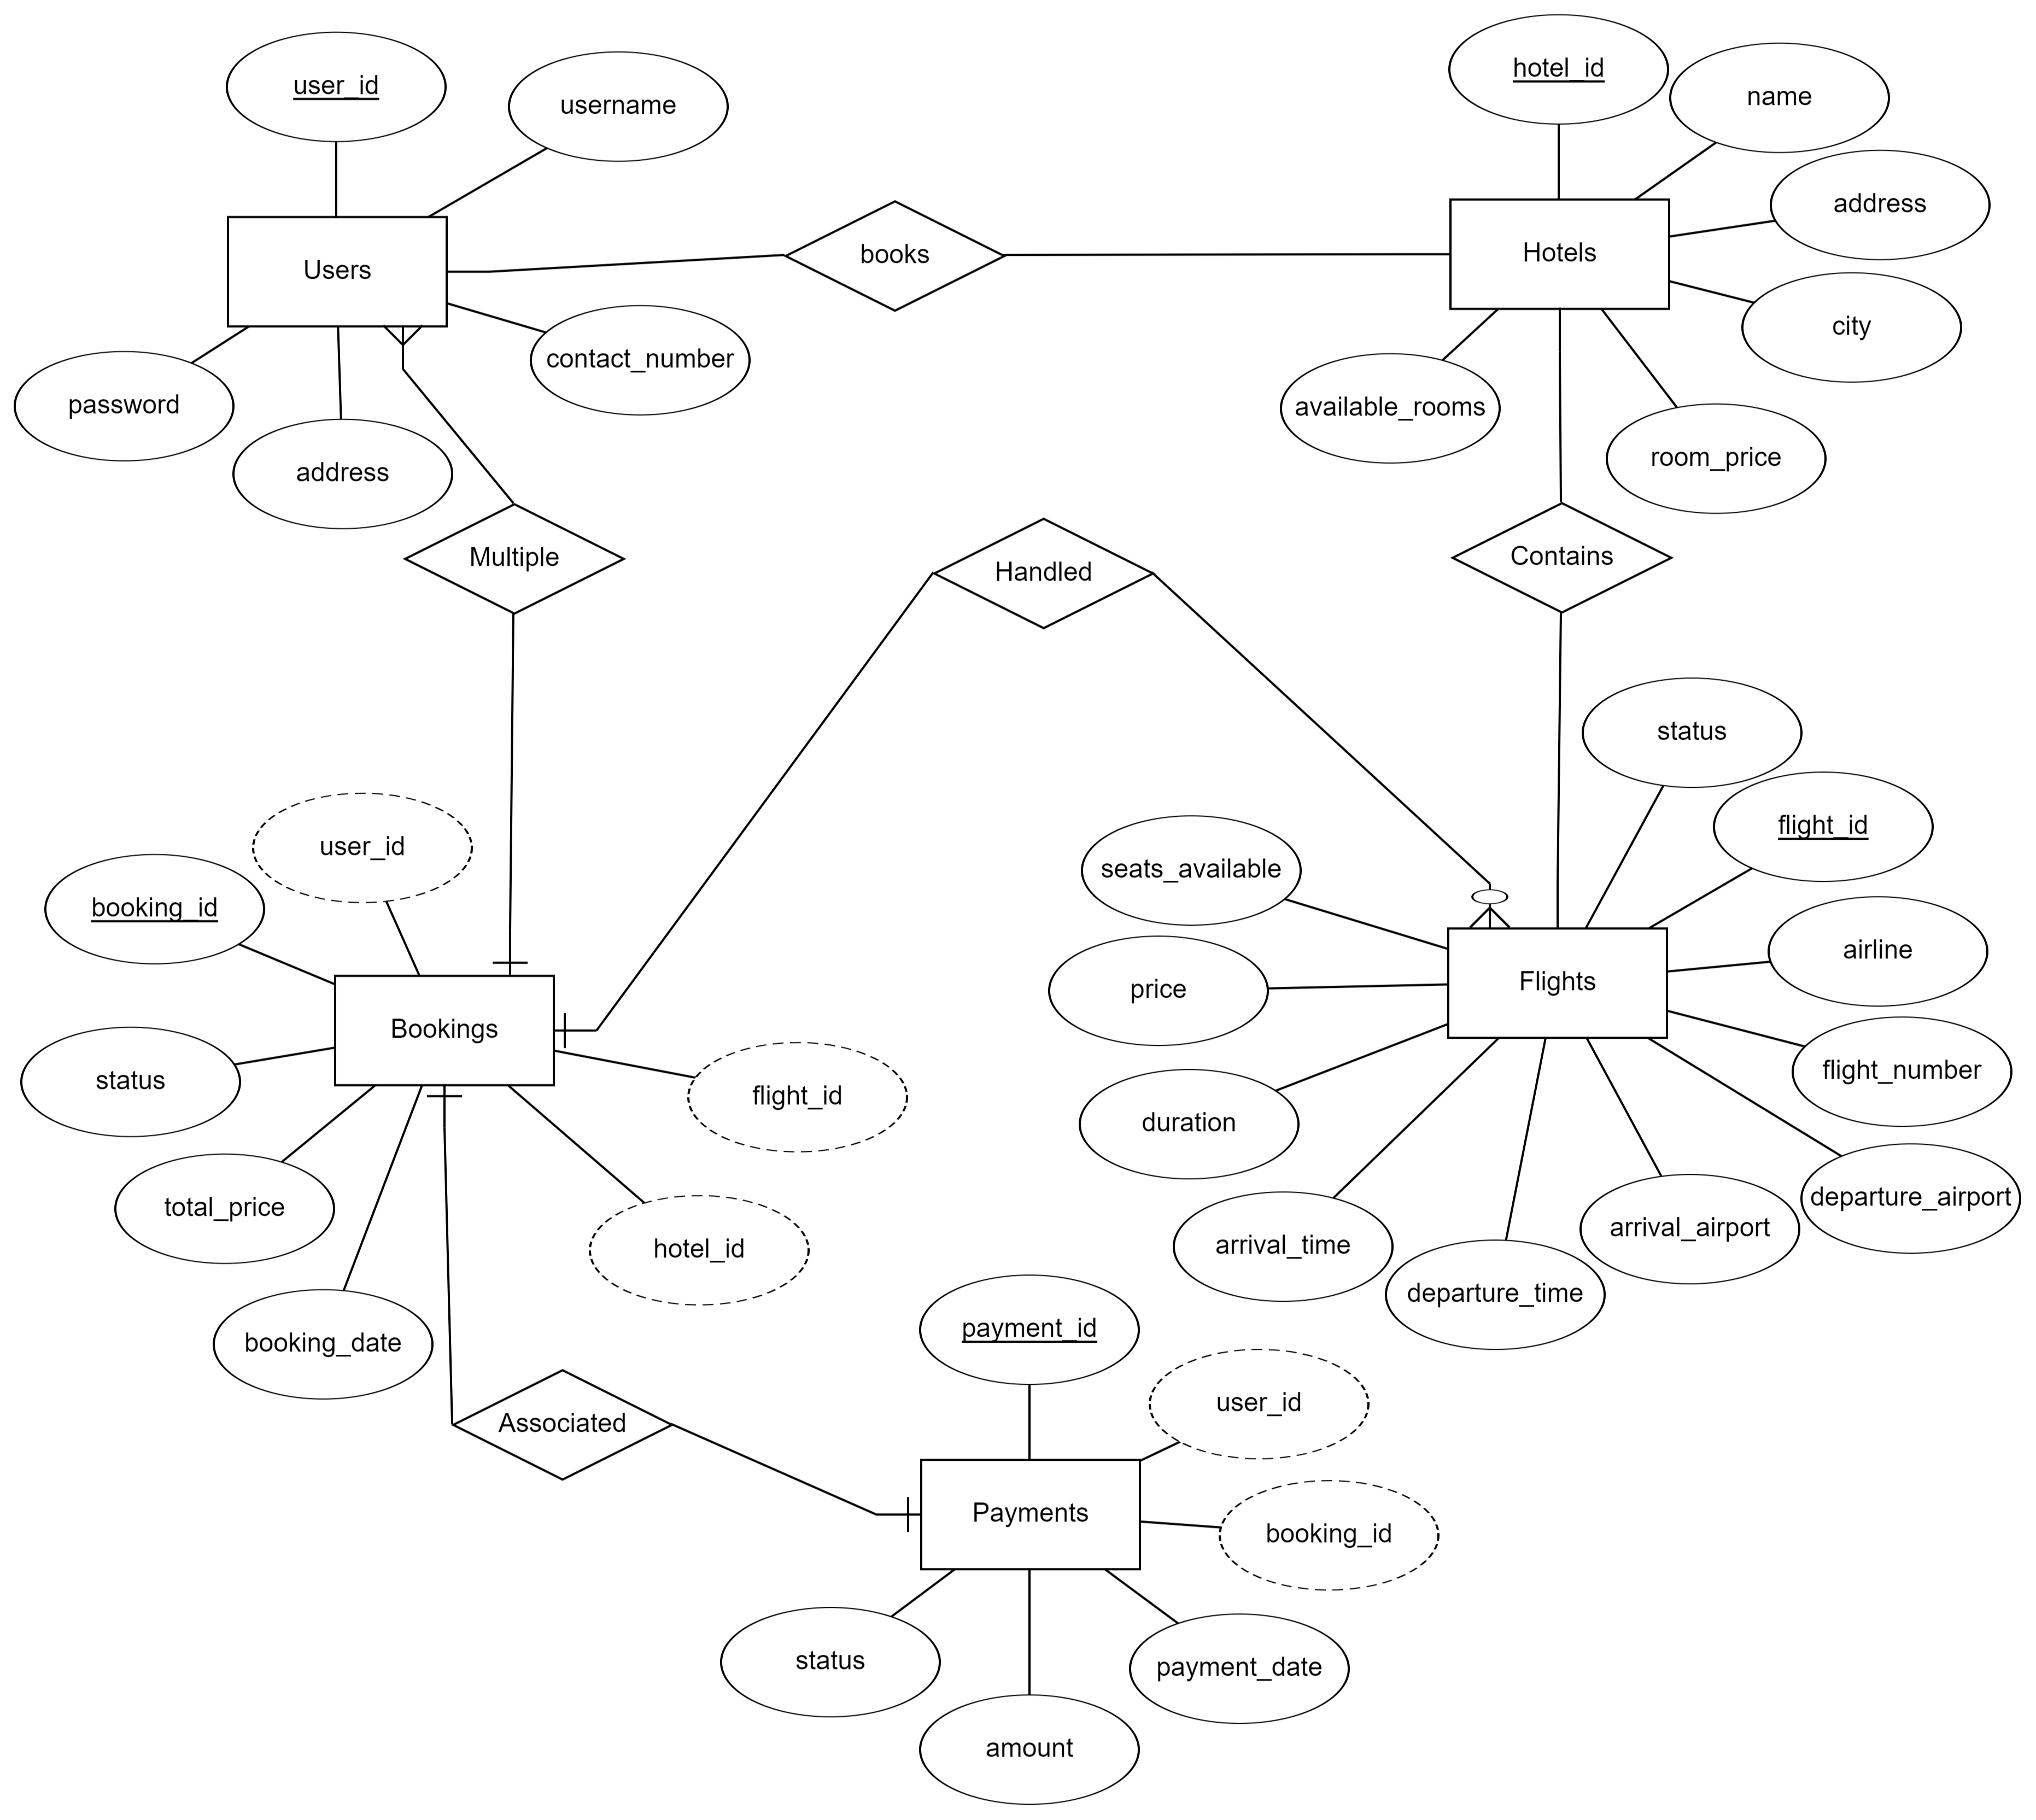 hotel_id
user_id
name
username
address
books
Hotels
Users
city
contact_number
password
available_rooms
room_price
address
Multiple
Handled
Contains
status
flight_id
user_id
seats_available
booking_id
airline
Flights
price
Bookings
flight_number
status
flight_id
duration
departure_airport
total_price
arrival_airport
arrival_time
hotel_id
departure_time
payment_id
booking_date
user_id
Associated
Payments
booking_id
status
payment_date
amount